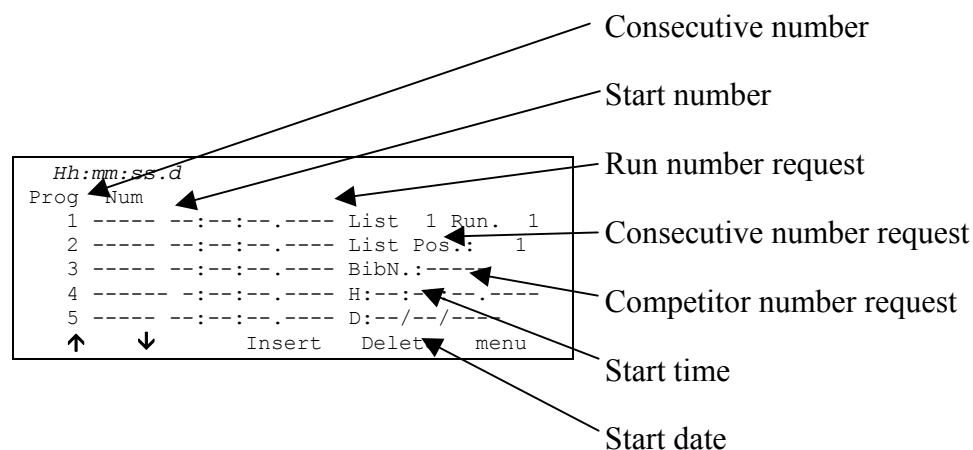 Consecutive number
Start number
Run number request
Consecutive number request
Competitor number request
Start time
Start date
Hh:mm:ss.d
Prog Num
1 ----- --:--:--.---- List 1 Run. 1
2 ----- --:--:--.---- List Pos.: 1
3 ----- --:--:--.---- BibN.:-----
4 ------ -:--:--.---- H:--:--:--.----
5 ----- --:--:--.---- D:--/--/----
↑ ↓ Insert Delete menu